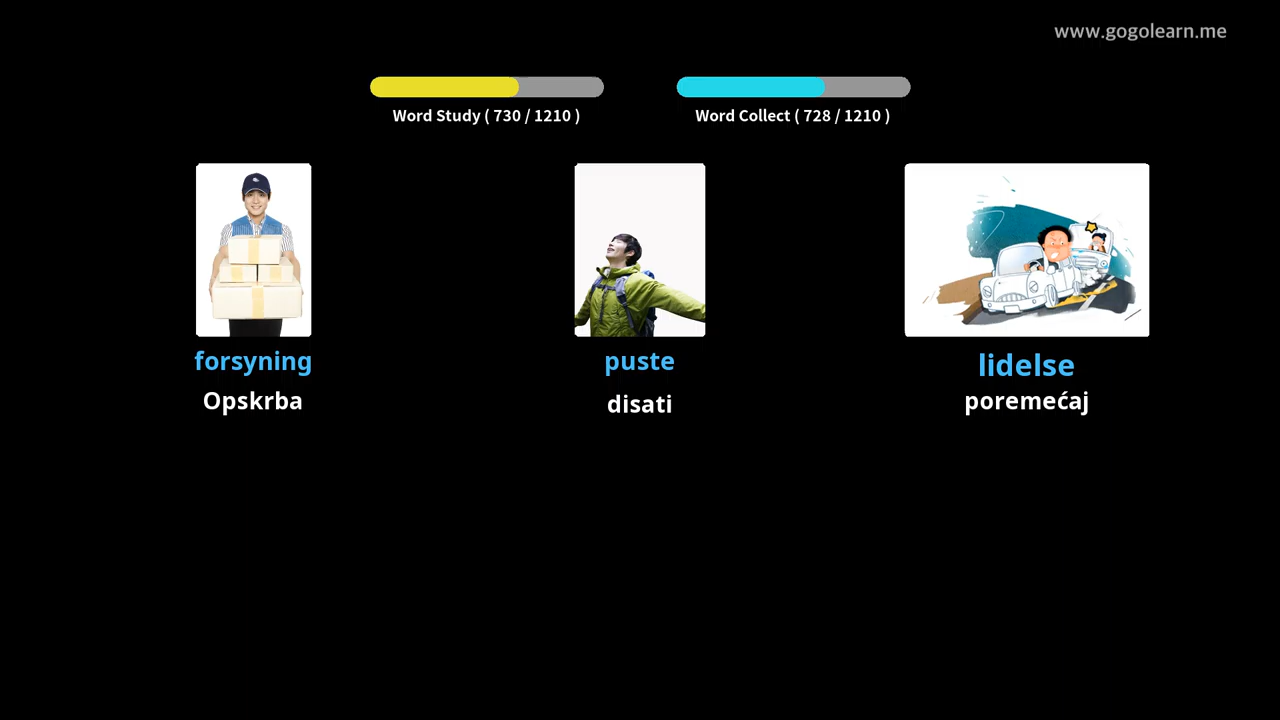 www.gogolearn.me
Word Study ( 730 / 1210 )
Word Collect ( 728 / 1210 )
forsyning
Opskrba
puste
disati
lidelse
poremećaj